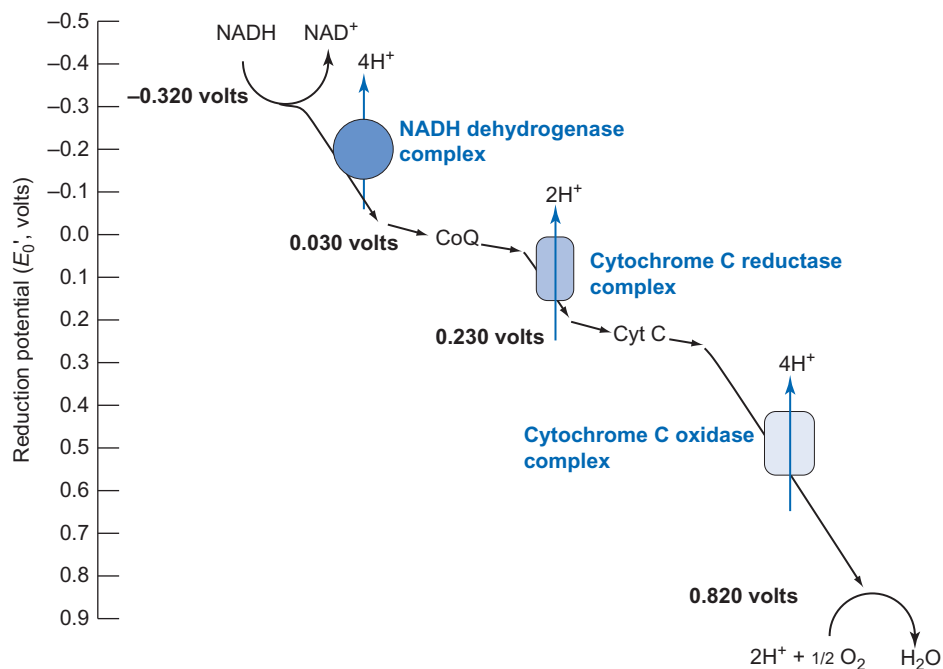 Reduction potential (E₀′, volts)
–0.5
–0.4
–0.3
–0.2
–0.1
0.0
0.1
0.2
0.3
0.4
0.5
0.6
0.7
0.8
0.9
NADH NAD⁺
–0.320 volts
4H⁺
NADH dehydrogenase
complex
0.030 volts
CoQ
2H⁺
Cytochrome C reductase
complex
0.230 volts
Cyt C
4H⁺
Cytochrome C oxidase
complex
0.820 volts
2H⁺ + 1/2 O₂ H₂O